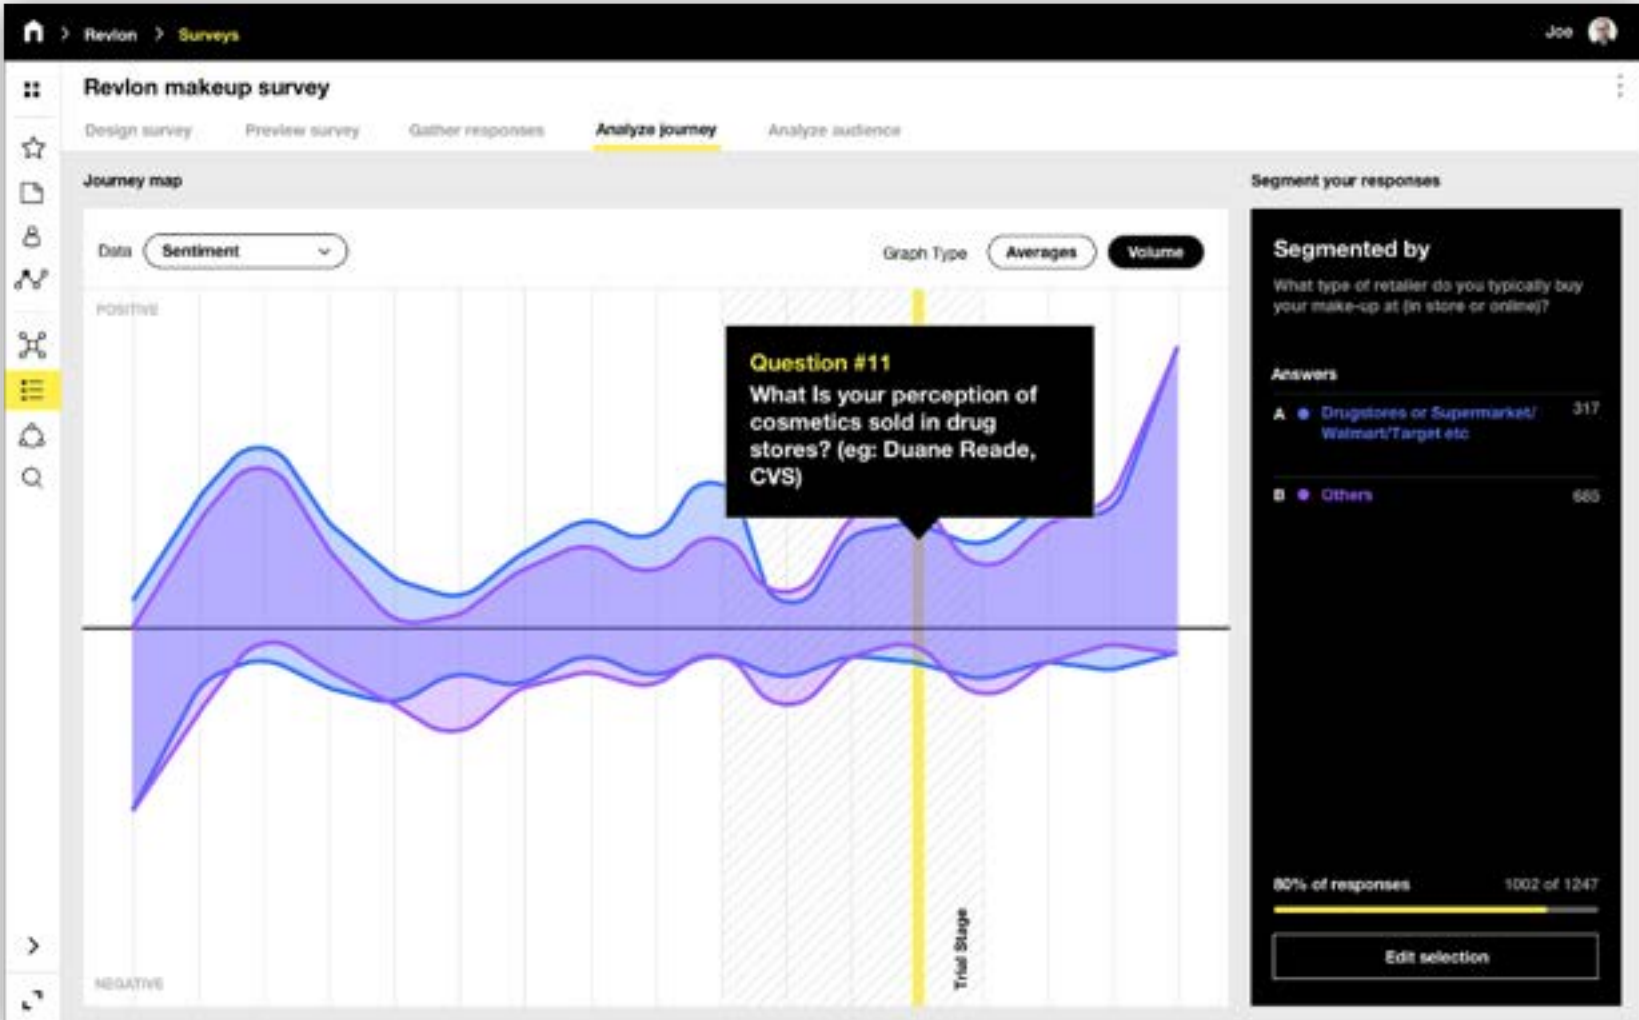 Revlon
Surveys
Joe
Revlon makeup survey
Design survey
Preview survey
Gather responses
Analyze journey
Analyze audience
Journey map
Segment your responses
Data
Sentiment
Graph Type
Averages
Volume
POSITIVE
Question #11
What Is your perception of
cosmetics sold in drug
stores? (eg: Duane Reade,
CVS)
Trial Stage
NEGATIVE
Segmented by
What type of retailer do you typically buy
your make-up at (in store or online)?
Answers
A
Drugstores or Supermarket/
317
Walmart/Target etc
B
Others
685
80% of responses
1002 of 1247
Edit selection